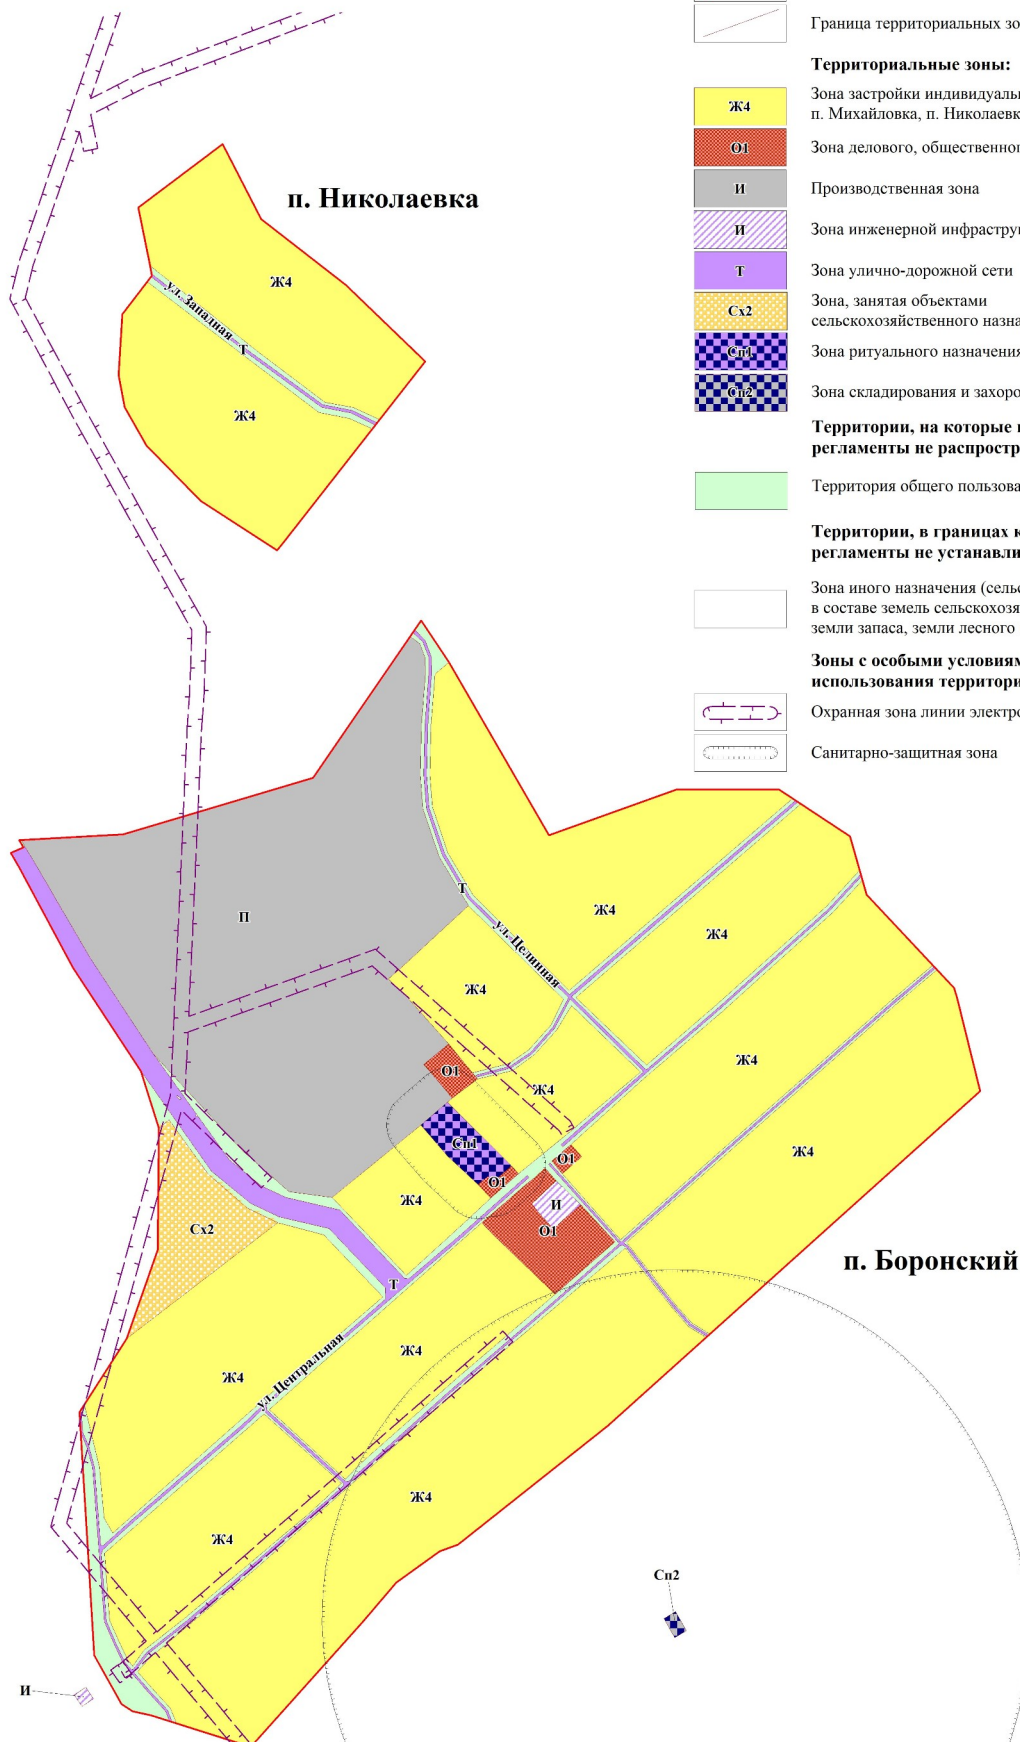 Граница территориальных зо
Территориальные зоны:
Ж4
Зона застройки индивидуаль
п. Михайловка, п. Николаевк
О1
Зона делового, общественног
И
Производственная зона
И
Зона инженерной инфрастру
Т
Зона улично-дорожной сети
Сх2
Зона, занятая объектами
сельскохозяйственного назна
Сп1
Зона ритуального назначения
Сп2
Зона складирования и захоро
Территории, на которые
регламенты не распростр
Территория общего пользова
Территории, в границах к
регламенты не устанавли
Зона иного назначения (сель
в составе земель сельскохозя
земли запаса, земли лесного
Зоны с особыми условиям
использования территори
Охранная зона линии электро
Санитарно-защитная зона
п. Николаевка
Ж4
ул. Западная
Т
Ж4
П
Т
ул. Целинная
Ж4
Ж4
Ж4
О1
Ж4
Ж4
Сп1
О1
Ж4
О1
Ж4
И
О1
Сх2
п. Боронский
Т
Ж4
Ж4
ул. Центральная
Ж4
Ж4
Сп2
И